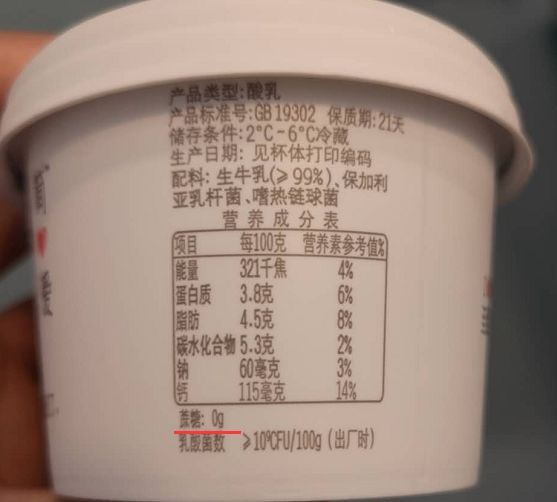 产品类型:酸乳
产品标准号:GB 19302 保质期:21天
储存条件:2°C-6°C冷藏
生产日期: 见杯体打印编码
配料: 生牛乳(≥99%)、保加利
亚乳杆菌、嗜热链球菌
营养成分表
项目 每100克 营养素参考值%
能量 321千焦 4%
蛋白质 3.8克 6%
脂肪 4.5克 8%
碳水化合物 5.3克 2%
钠 60毫克 3%
钙 115毫克 14%
蔗糖: 0g
乳酸菌数 ≥10⁹CFU/100g (出厂时)